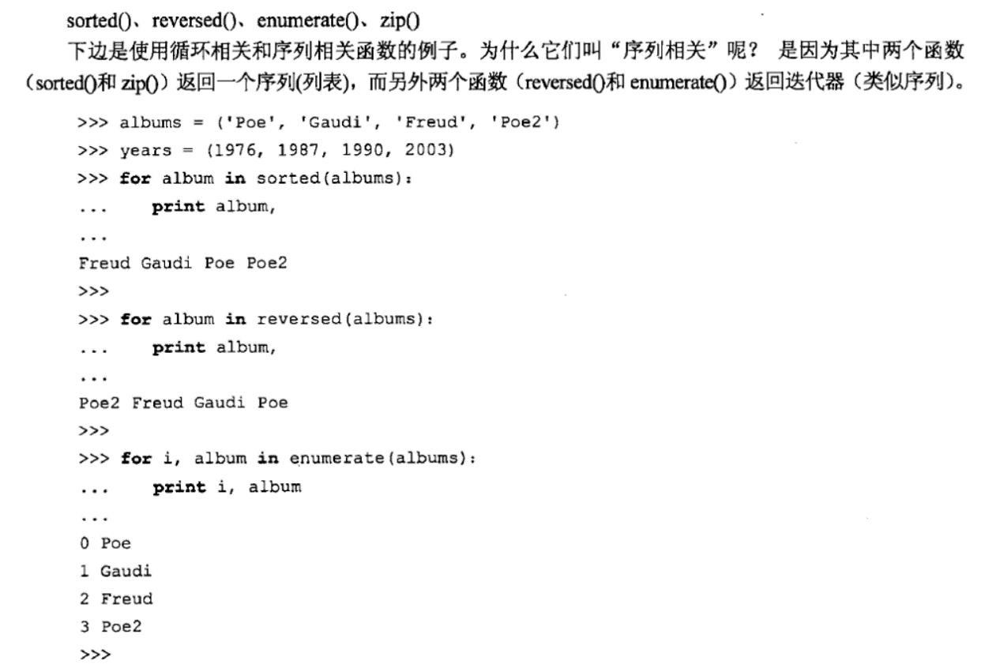 sorted()、reversed()、enumerate()、zip()
下边是使用循环相关和序列相关函数的例子。为什么它们叫“序列相关”呢？ 是因为其中两个函数
（sorted()和 zip()）返回一个序列(列表)，而另外两个函数（reversed()和 enumerate()）返回迭代器（类似序列）。
>>> albums = ('Poe', 'Gaudi', 'Freud', 'Poe2')
>>> years = (1976, 1987, 1990, 2003)
>>> for album in sorted(albums):
...    print album,
...
Freud Gaudi Poe Poe2
>>>
>>> for album in reversed(albums):
...    print album,
...
Poe2 Freud Gaudi Poe
>>>
>>> for i, album in enumerate(albums):
...    print i, album
...
0 Poe
1 Gaudi
2 Freud
3 Poe2
>>>